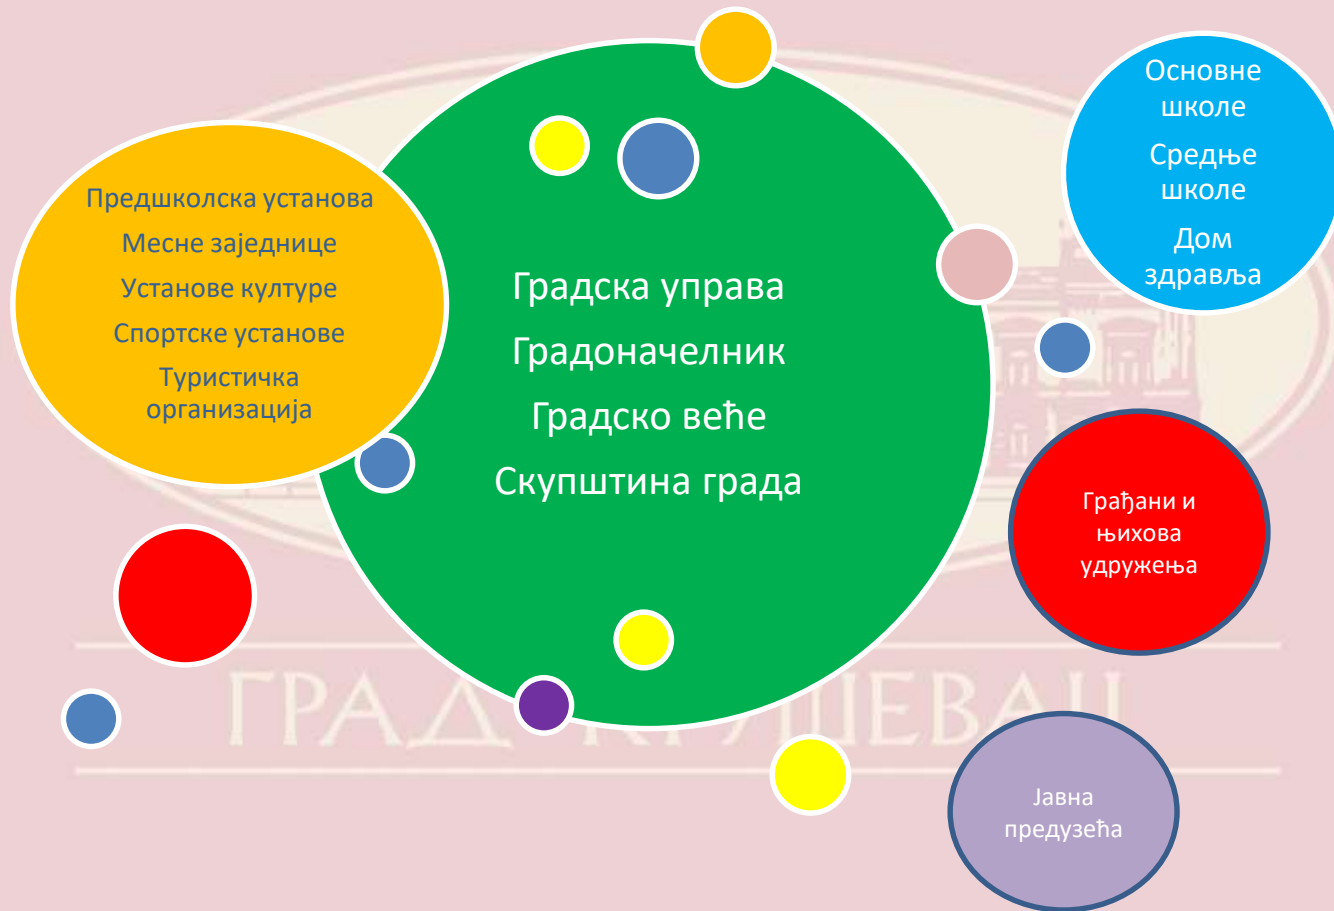 Предшколска установа
Месне заједнице
Установе културе
Спортске установе
Туристичка
организација
Градска управа
Градоначелник
Градско веће
Скупштина града
Основне
школе
Средње
школе
Дом
здравља
Грађани и
њихова
удружења
Јавна
предузећа
ГРАД КРУШЕВАЦ